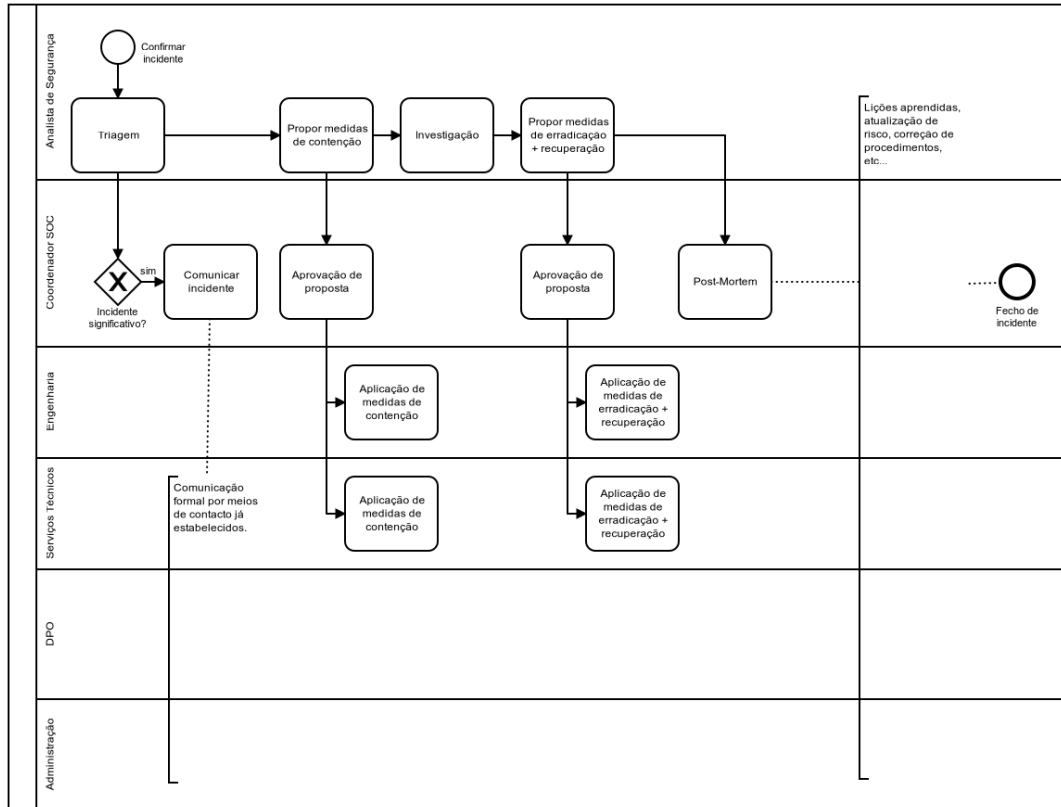 Analista de Segurança
Confirmar
incidente
Triagem
Propor medidas
de contenção
Investigação
Propor medidas
de erradicação
+ recuperação
Lições aprendidas,
atualização de
risco, correção de
procedimentos,
etc...
Coordenador SOC
sim
Incidente
significativo?
Comunicar
incidente
Aprovação de
proposta
Aprovação de
proposta
Post-Mortem
Fecho de
incidente
Engenharia
Aplicação de
medidas de
contenção
Aplicação de
medidas de
erradicação +
recuperação
Serviços Técnicos
Comunicação
formal por meios
de contacto já
estabelecidos.
Aplicação de
medidas de
contenção
Aplicação de
medidas de
erradicação +
recuperação
DPO
Administração